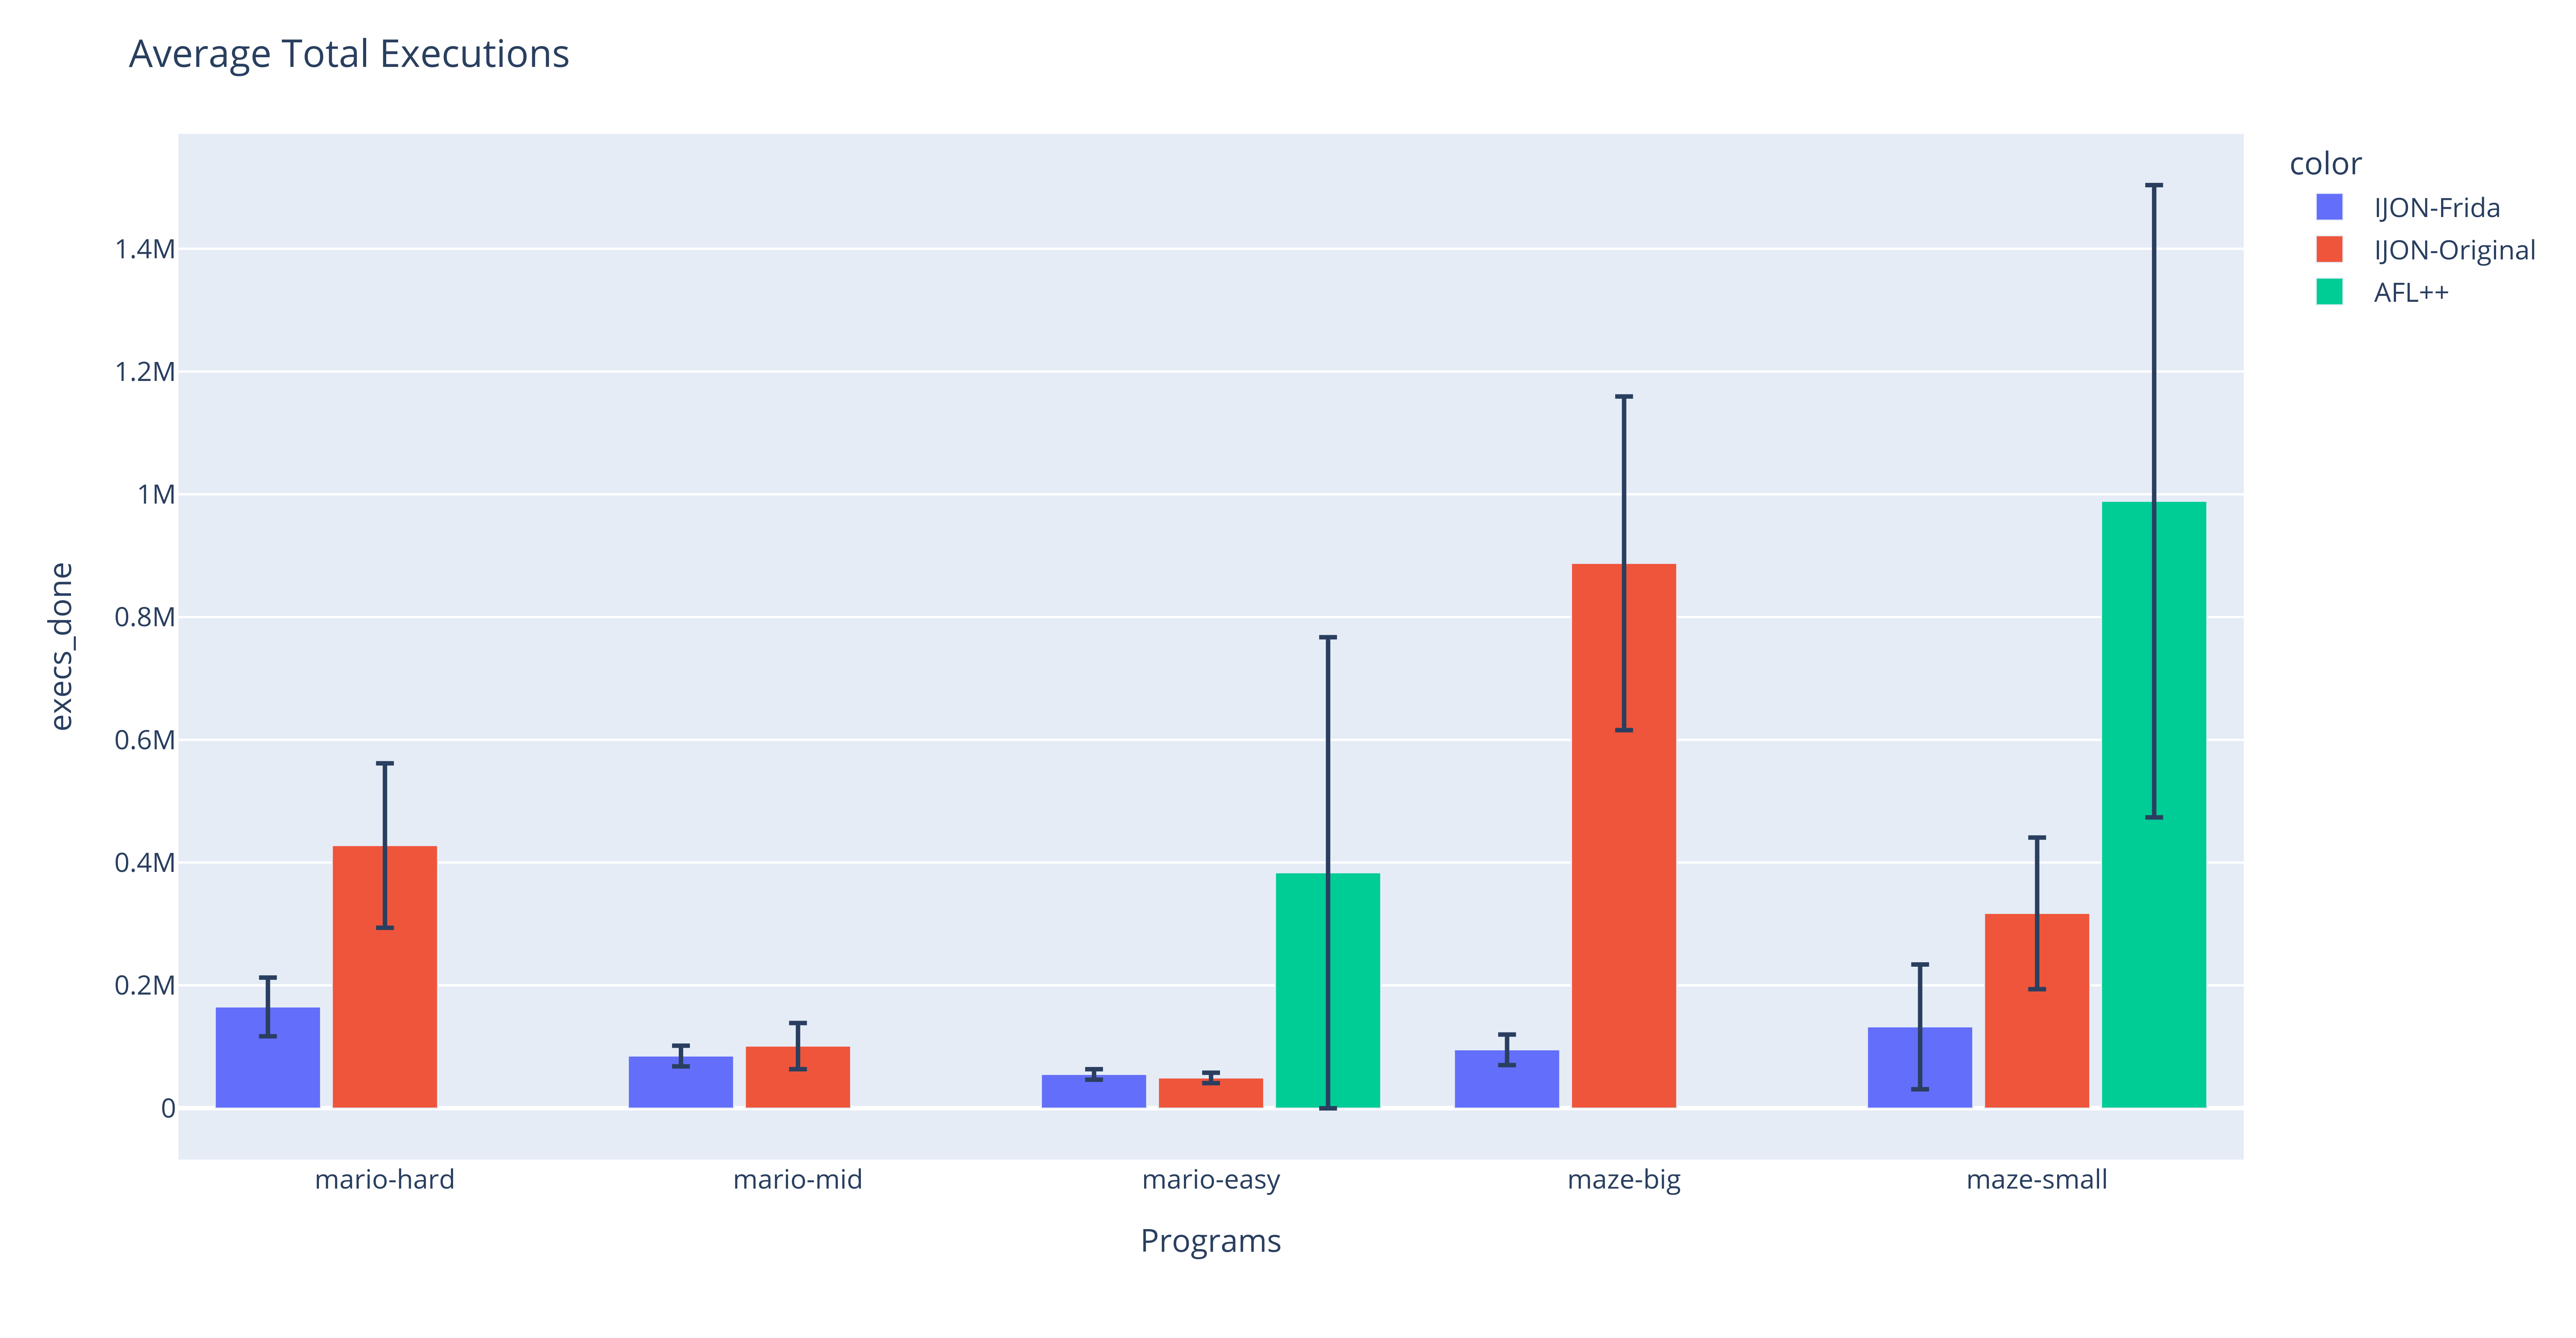 Average Total Executions
color
IJON-Frida
IJON-Original
AFL++
execs_done
1.4M
1.2M
1M
0.8M
0.6M
0.4M
0.2M
0
mario-hard
mario-mid
mario-easy
maze-big
maze-small
Programs